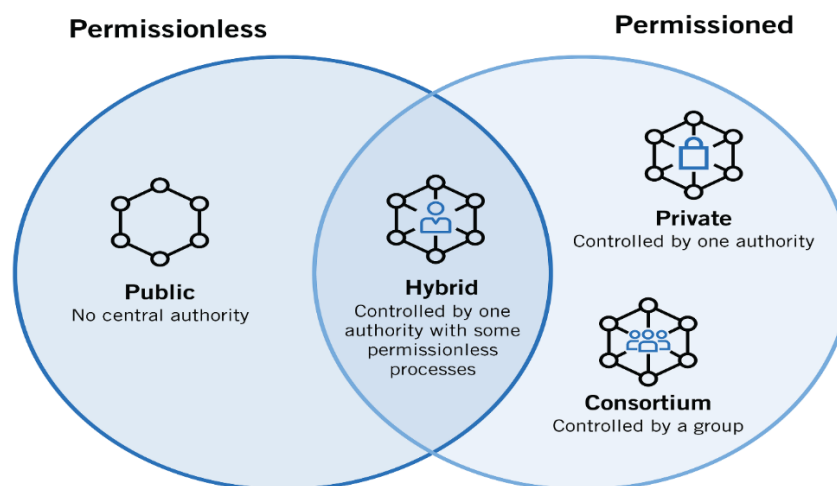 Permissionless
Permissioned
Public
No central authority
Hybrid
Controlled by one
authority with some
permissionless
processes
Private
Controlled by one authority
Consortium
Controlled by a group